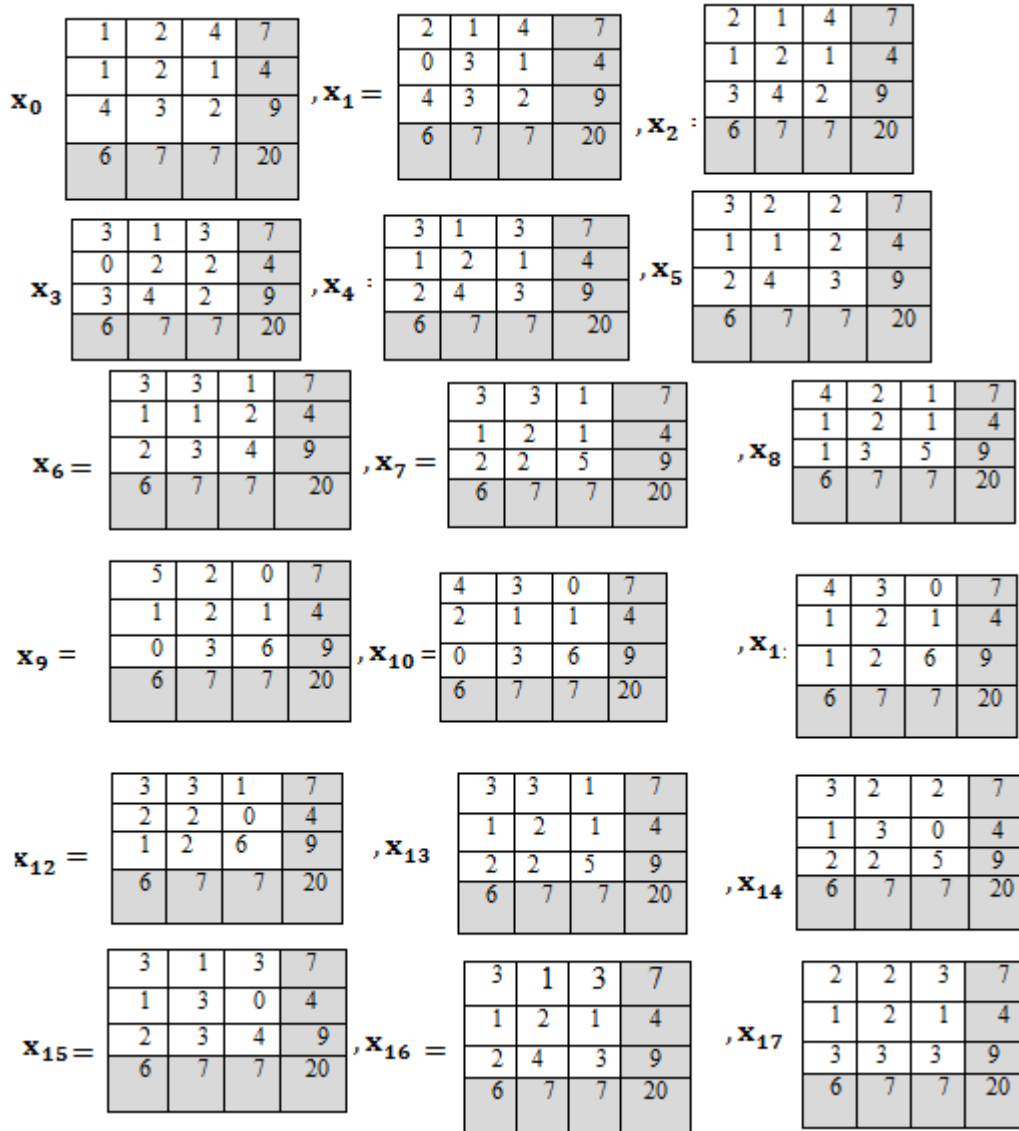 x₀
1 2 4 7
1 2 1 4
4 3 2 9
6 7 7 20
, x₁ =
2 1 4 7
0 3 1 4
4 3 2 9
6 7 7 20
, x₂ :
2 1 4 7
1 2 1 4
3 4 2 9
6 7 7 20
x₃
3 1 3 7
0 2 2 4
3 4 2 9
6 7 7 20
, x₄ :
3 1 3 7
1 2 1 4
2 4 3 9
6 7 7 20
, x₅
3 2 2 7
1 1 2 4
2 4 3 9
6 7 7 20
x₆ =
3 3 1 7
1 1 2 4
2 3 4 9
6 7 7 20
, x₇ =
3 3 1 7
1 2 1 4
2 2 5 9
6 7 7 20
, x₈
4 2 1 7
1 2 1 4
1 3 5 9
6 7 7 20
x₉ =
5 2 0 7
1 2 1 4
0 3 6 9
6 7 7 20
, x₁₀ =
4 3 0 7
2 1 1 4
0 3 6 9
6 7 7 20
, x₁:
4 3 0 7
1 2 1 4
1 2 6 9
6 7 7 20
x₁₂ =
3 3 1 7
2 2 0 4
1 2 6 9
6 7 7 20
, x₁₃
3 3 1 7
1 2 1 4
2 2 5 9
6 7 7 20
, x₁₄
3 2 2 7
1 3 0 4
2 2 5 9
6 7 7 20
x₁₅ =
3 1 3 7
1 3 0 4
2 3 4 9
6 7 7 20
, x₁₆ =
3 1 3 7
1 2 1 4
2 4 3 9
6 7 7 20
, x₁₇
2 2 3 7
1 2 1 4
3 3 3 9
6 7 7 20